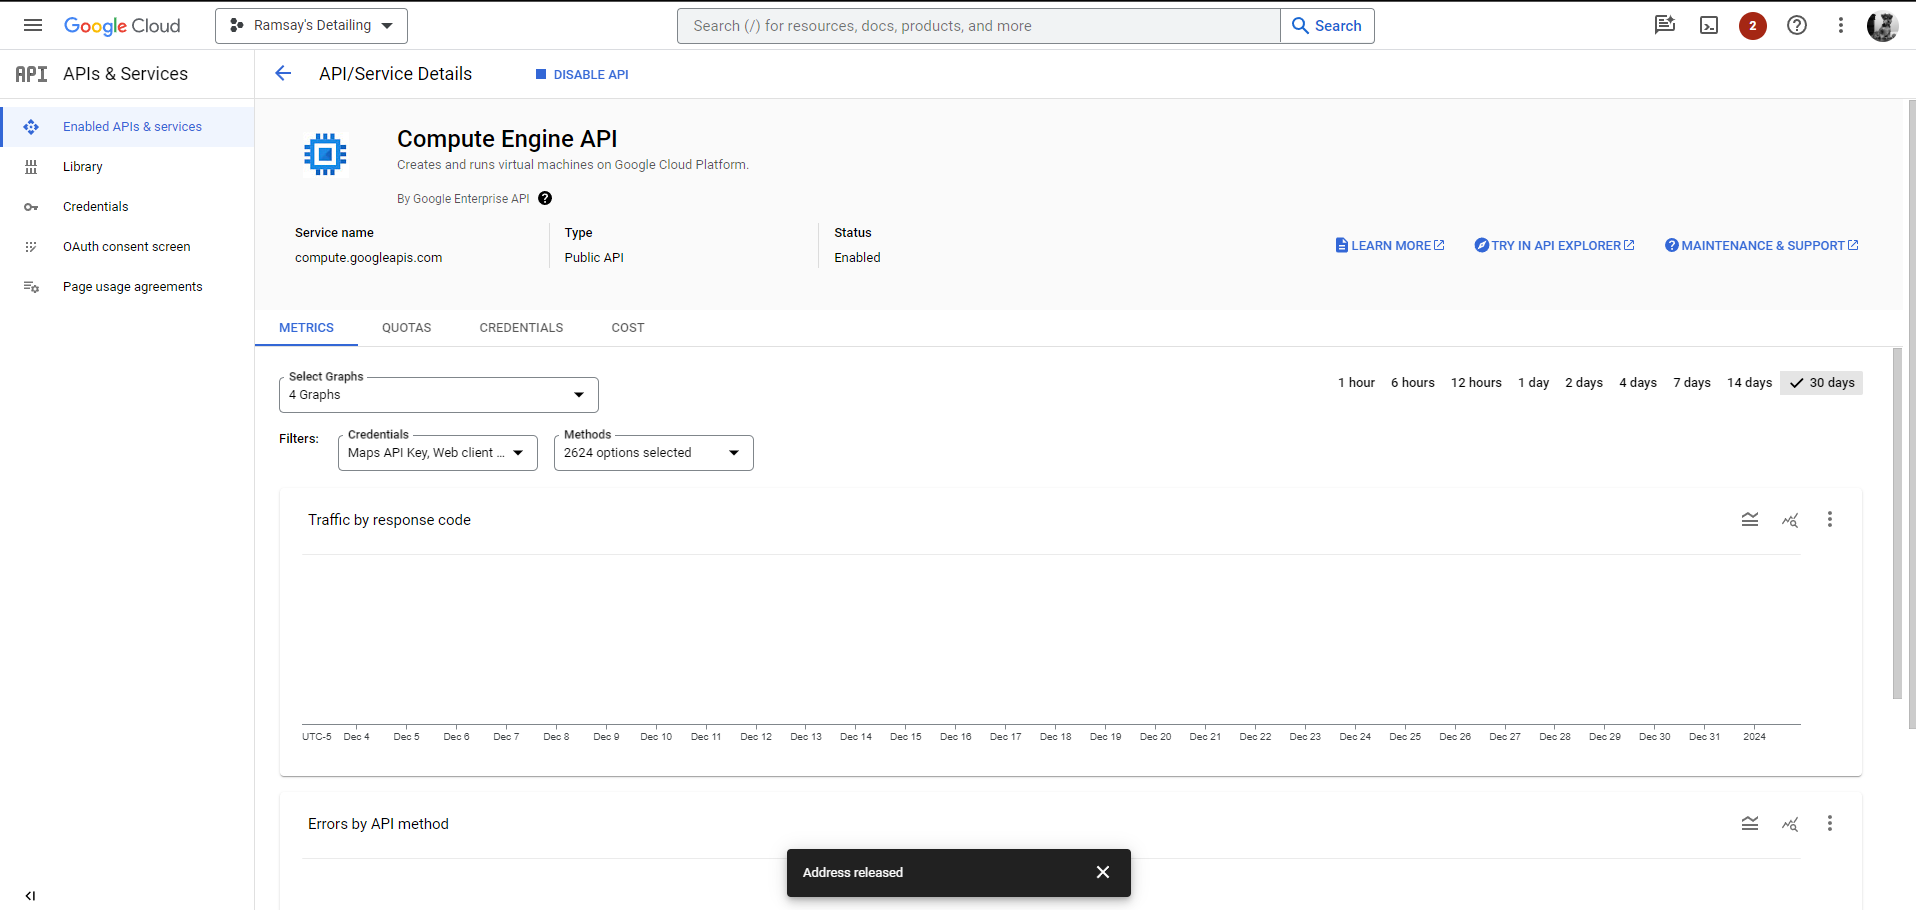 Google Cloud
Ramsay's Detailing
Search (/) for resources, docs, products, and more
Search
2
API APIs & Services
API/Service Details
DISABLE API
Enabled APIs & services
Library
Credentials
OAuth consent screen
Page usage agreements
Compute Engine API
Creates and runs virtual machines on Google Cloud Platform.
By Google Enterprise API
Service name
compute.googleapis.com
Type
Public API
Status
Enabled
LEARN MORE
TRY IN API EXPLORER
MAINTENANCE & SUPPORT
METRICS QUOTAS CREDENTIALS COST
Select Graphs
4 Graphs
1 hour 6 hours 12 hours 1 day 2 days 4 days 7 days 14 days 30 days
Filters:
Credentials
Maps API Key, Web client ...
Methods
2624 options selected
Traffic by response code
UTC-5 Dec 4 Dec 5 Dec 6 Dec 7 Dec 8 Dec 9 Dec 10 Dec 11 Dec 12 Dec 13 Dec 14 Dec 15 Dec 16 Dec 17 Dec 18 Dec 19 Dec 20 Dec 21 Dec 22 Dec 23 Dec 24 Dec 25 Dec 26 Dec 27 Dec 28 Dec 29 Dec 30 Dec 31 2024
Errors by API method
Address released